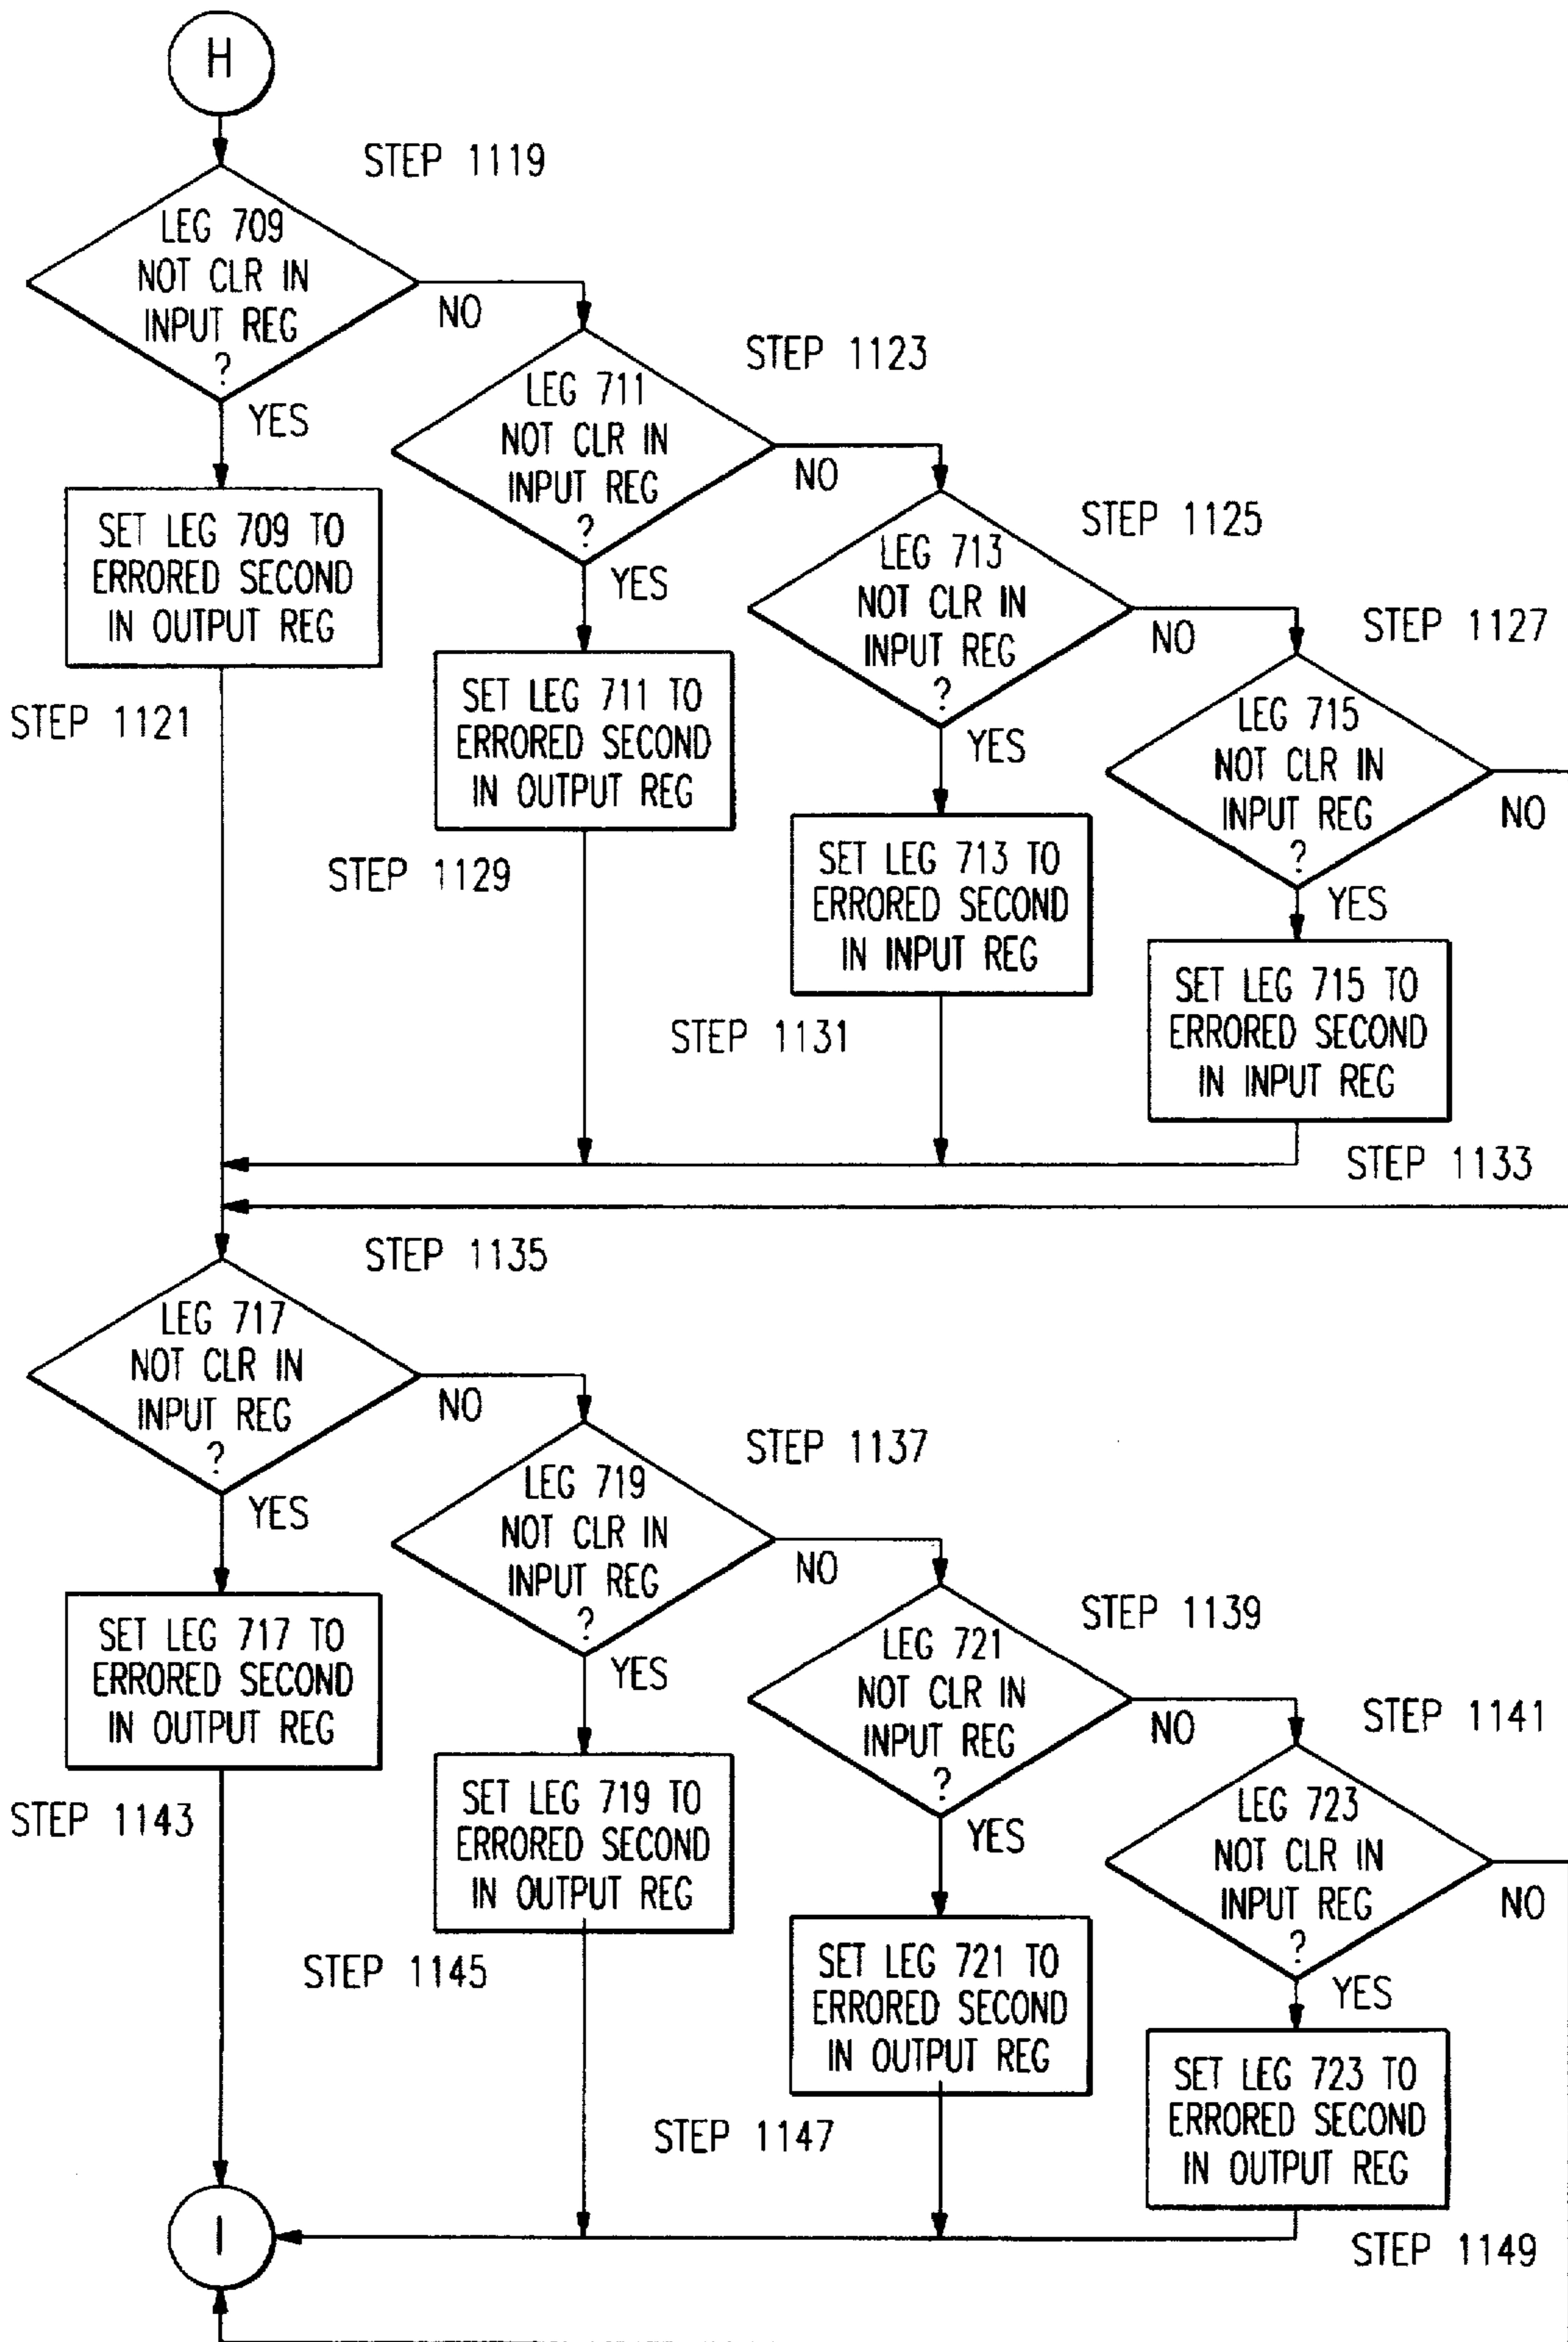 H
STEP 1119
LEG 709
NOT CLR IN
INPUT REG
?
NO
YES
STEP 1123
LEG 711
NOT CLR IN
INPUT REG
?
NO
YES
STEP 1125
LEG 713
NOT CLR IN
INPUT REG
?
NO
YES
STEP 1127
LEG 715
NOT CLR IN
INPUT REG
?
NO
YES
SET LEG 709 TO
ERRORED SECOND
IN OUTPUT REG
STEP 1121
SET LEG 711 TO
ERRORED SECOND
IN OUTPUT REG
STEP 1129
SET LEG 713 TO
ERRORED SECOND
IN INPUT REG
STEP 1131
SET LEG 715 TO
ERRORED SECOND
IN INPUT REG
STEP 1133
STEP 1135
LEG 717
NOT CLR IN
INPUT REG
?
NO
YES
STEP 1137
LEG 719
NOT CLR IN
INPUT REG
?
NO
YES
STEP 1139
LEG 721
NOT CLR IN
INPUT REG
?
NO
YES
STEP 1141
LEG 723
NOT CLR IN
INPUT REG
?
NO
YES
SET LEG 717 TO
ERRORED SECOND
IN OUTPUT REG
STEP 1143
SET LEG 719 TO
ERRORED SECOND
IN OUTPUT REG
STEP 1145
SET LEG 721 TO
ERRORED SECOND
IN OUTPUT REG
STEP 1147
SET LEG 723 TO
ERRORED SECOND
IN OUTPUT REG
STEP 1149
I